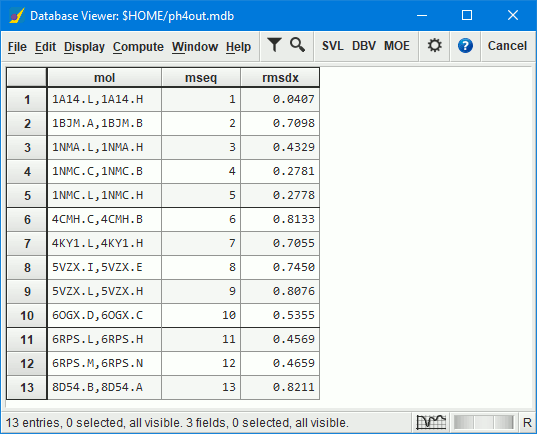 Database Viewer: $HOME/ph4out.mdb
File Edit Display Compute Window Help SVL DBV MOE ? Cancel
mol mseq rmsdx
1 1A14.L,1A14.H 1 0.0407
2 1BJM.A,1BJM.B 2 0.7098
3 1NMA.L,1NMA.H 3 0.4329
4 1NMC.C,1NMC.B 4 0.2781
5 1NMC.L,1NMC.H 5 0.2778
6 4CMH.C,4CMH.B 6 0.8133
7 4KY1.L,4KY1.H 7 0.7055
8 5VZX.I,5VZX.E 8 0.7450
9 5VZX.L,5VZX.H 9 0.8076
10 6OGX.D,6OGX.C 10 0.5355
11 6RPS.L,6RPS.H 11 0.4569
12 6RPS.M,6RPS.N 12 0.4659
13 8D54.B,8D54.A 13 0.8211
13 entries, 0 selected, all visible. 3 fields, 0 selected, all visible. R